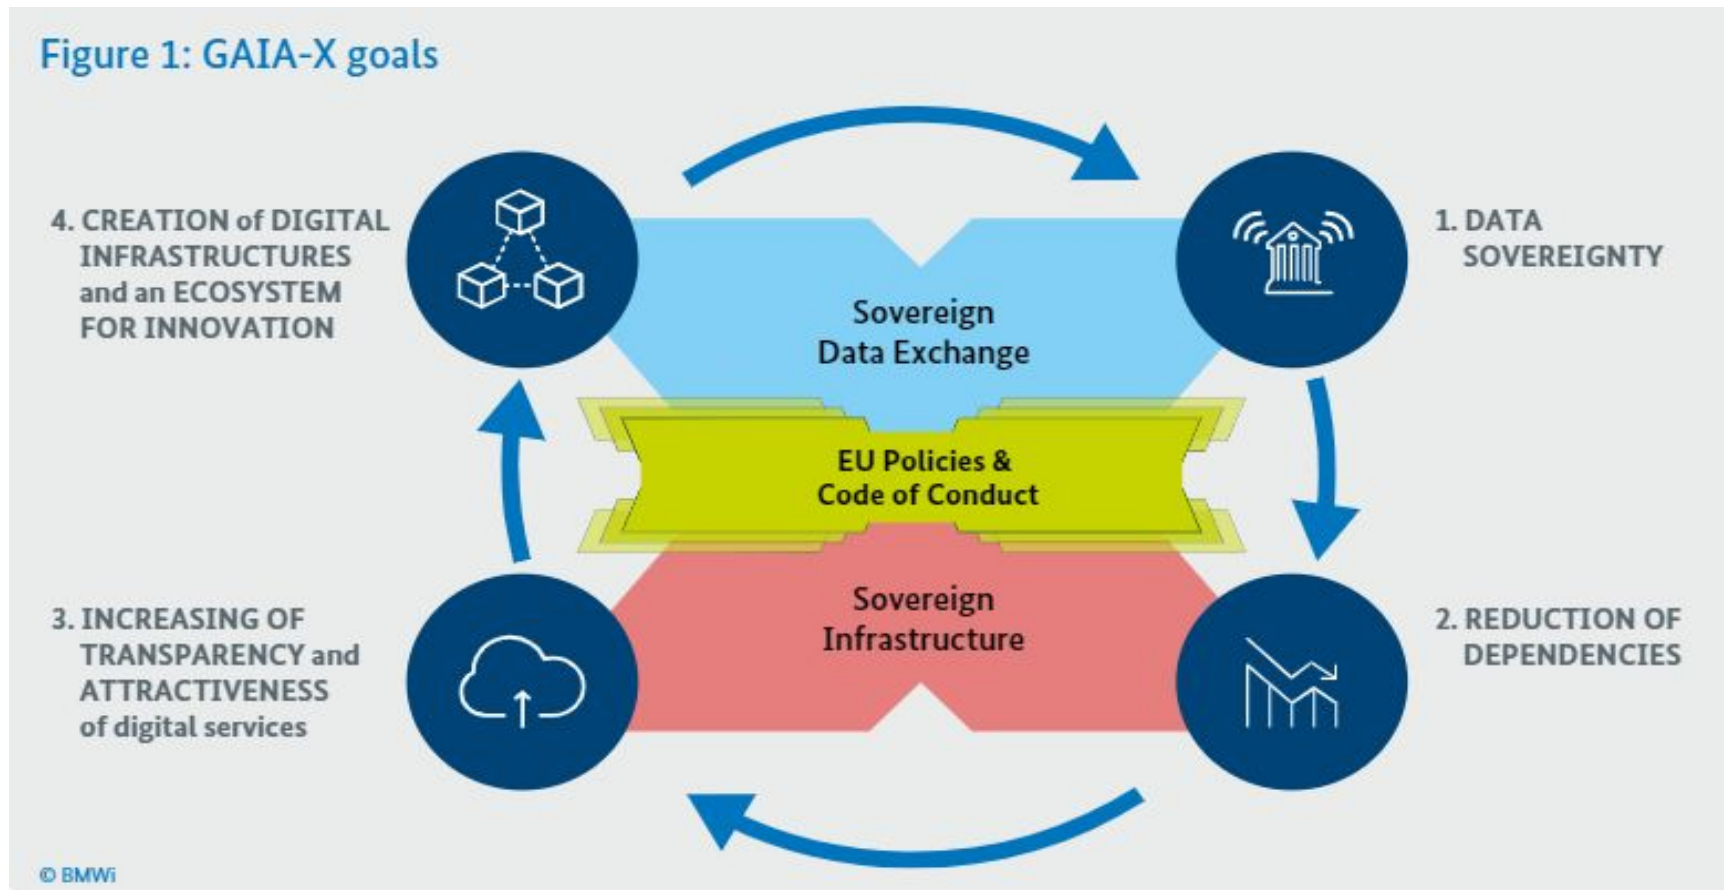 Figure 1: GAIA-X goals
4. CREATION of DIGITAL
INFRASTRUCTURES
and an ECOSYSTEM
FOR INNOVATION
1. DATA
SOVEREIGNTY
Sovereign
Data Exchange
EU Policies &
Code of Conduct
Sovereign
Infrastructure
3. INCREASING OF
TRANSPARENCY and
ATTRACTIVENESS
of digital services
2. REDUCTION OF
DEPENDENCIES
© BMWi